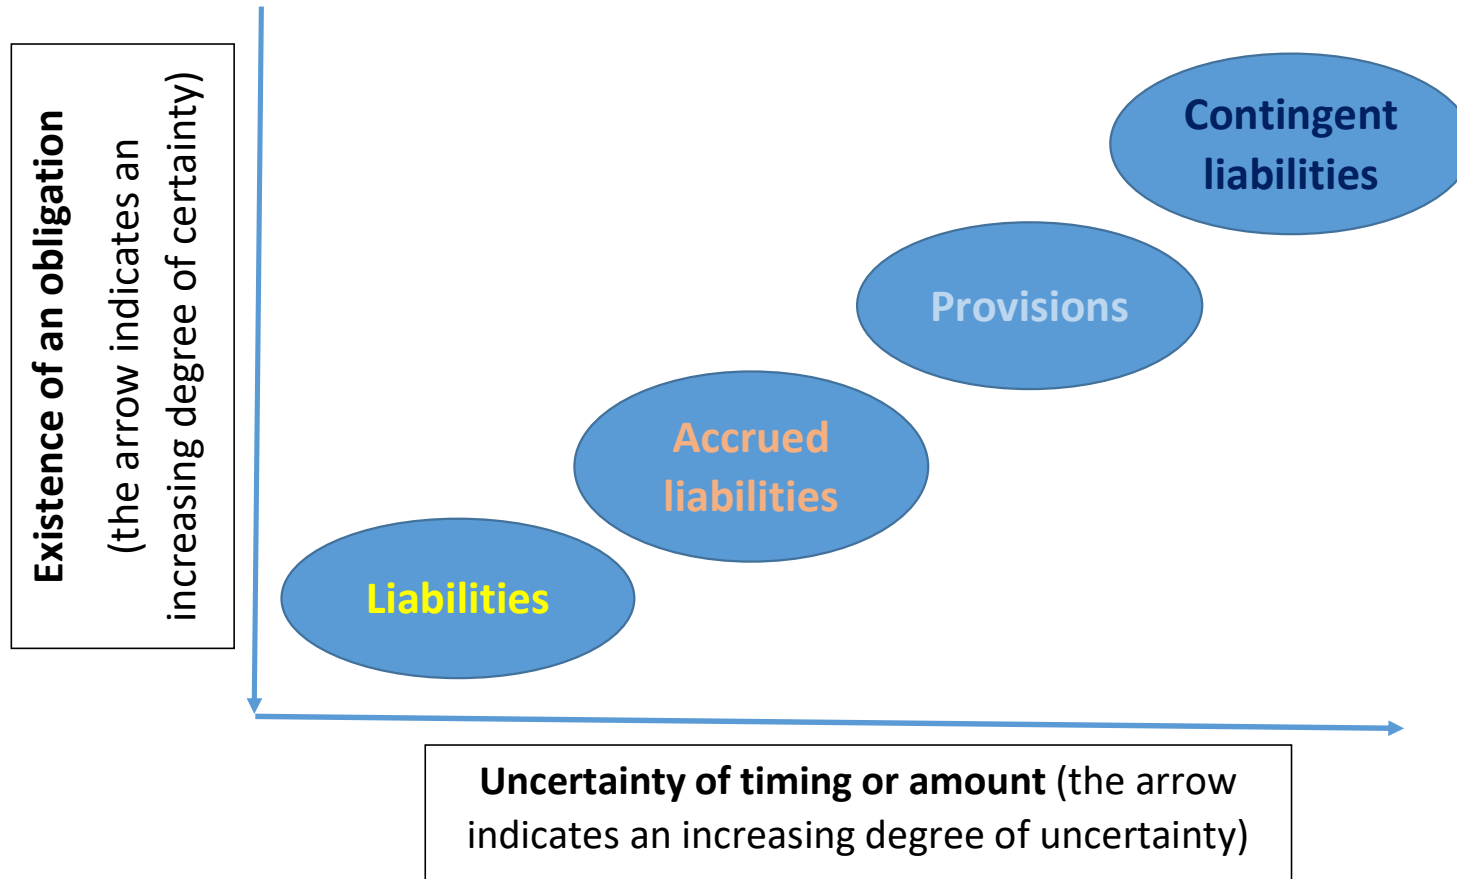 Existence of an obligation
(the arrow indicates an
increasing degree of certainty)
Contingent
liabilities
Provisions
Accrued
liabilities
Liabilities
Uncertainty of timing or amount (the arrow
indicates an increasing degree of uncertainty)